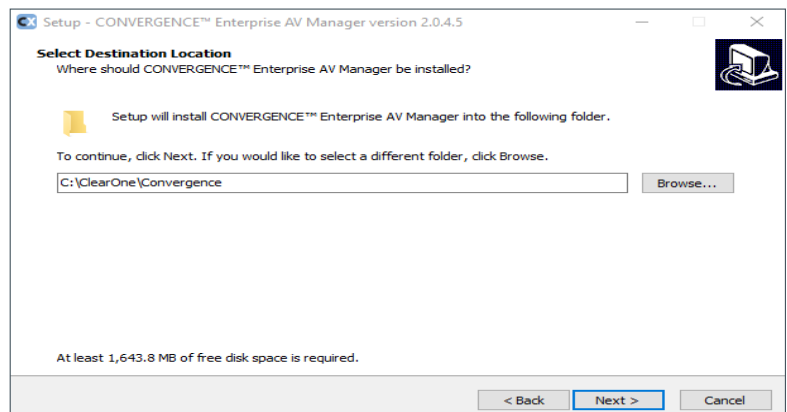 CX Setup - CONVERGENCE™ Enterprise AV Manager version 2.0.4.5
Select Destination Location
Where should CONVERGENCE™ Enterprise AV Manager be installed?
Setup will install CONVERGENCE™ Enterprise AV Manager into the following folder.
To continue, click Next. If you would like to select a different folder, click Browse.
C:\ClearOne\Convergence
Browse...
At least 1,643.8 MB of free disk space is required.
< Back Next > Cancel